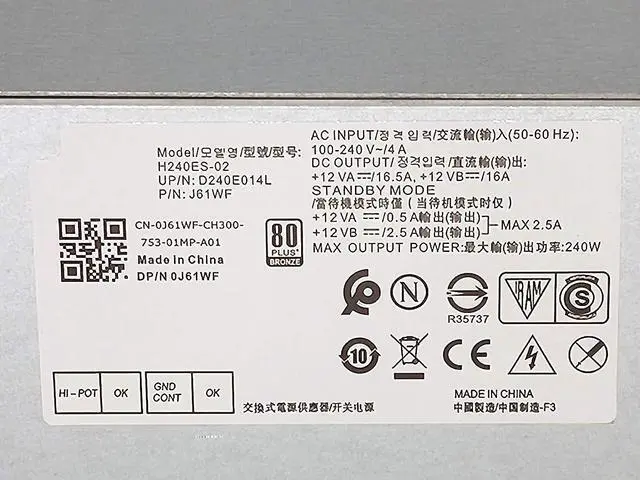 Model/모델명/型號/型号:
H240ES-02
UP/N: D240E014L
P/N: J61WF
AC INPUT/정격입력/交流輸(输)入(50-60 Hz):
100-240 V~/4 A
DC OUTPUT/정격출력/直流輸(输)出:
+12 VA⎓/16.5A, +12 VB⎓/16A
STANDBY MODE
/當待機模式時僅(当待机模式时仅)
+12 VA ⎓/0.5 A輸出(输出)
+12 VB ⎓/2.5 A輸出(输出)
MAX 2.5A
MAX OUTPUT POWER:最大輸(输)出功率:240W
CN-0J61WF-CH300-
7S3-01MP-A01
Made in China
DP/N 0J61WF
80
PLUS
BRONZE
N
R35737
IRAM
S
10
CE
HI-POT
OK
GND
CONT
OK
交換式電源供應器/开关电源
MADE IN CHINA
中國製造/中国制造-F3